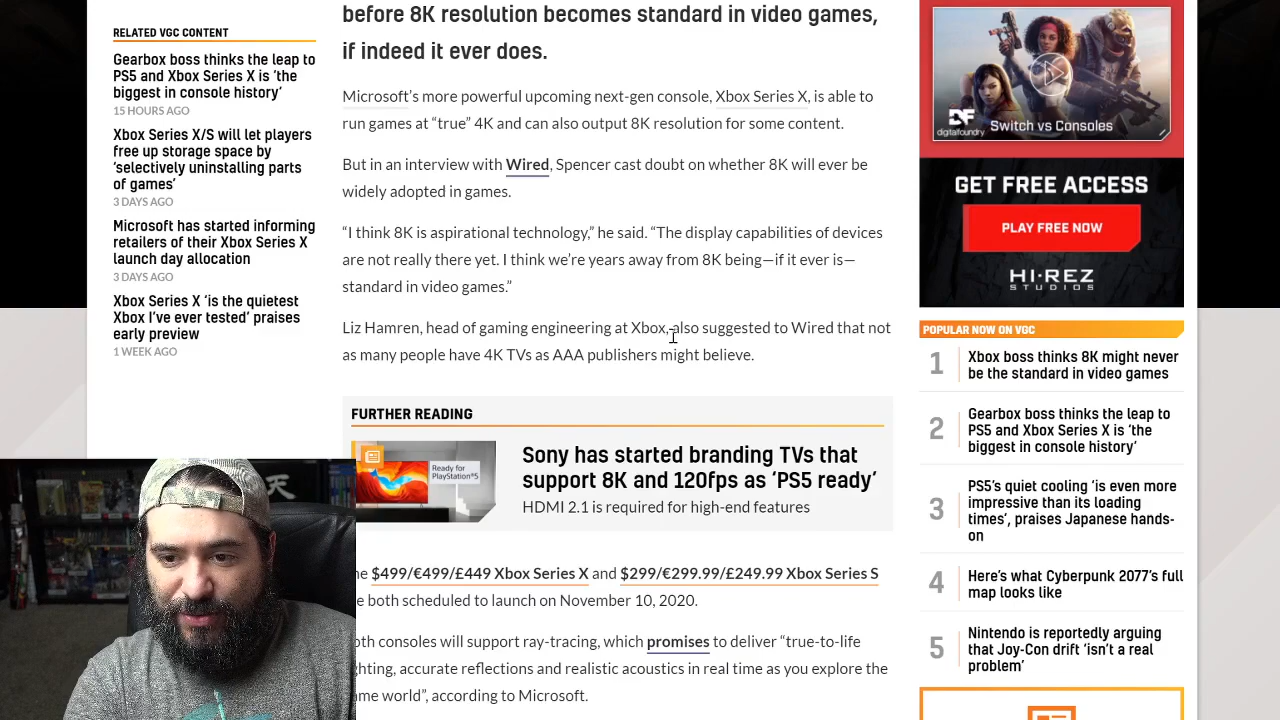 RELATED VGC CONTENT
Gearbox boss thinks the leap to
PS5 and Xbox Series X is ‘the
biggest in console history’
15 HOURS AGO
Xbox Series X/S will let players
free up storage space by
‘selectively uninstalling parts
of games’
3 DAYS AGO
Microsoft has started informing
retailers of their Xbox Series X
launch day allocation
3 DAYS AGO
Xbox Series X ‘is the quietest
Xbox I’ve ever tested’ praises
early preview
1 WEEK AGO
before 8K resolution becomes standard in video games,
if indeed it ever does.
Microsoft’s more powerful upcoming next-gen console, Xbox Series X, is able to
run games at “true” 4K and can also output 8K resolution for some content.
But in an interview with Wired, Spencer cast doubt on whether 8K will ever be
widely adopted in games.
“I think 8K is aspirational technology,” he said. “The display capabilities of devices
are not really there yet. I think we’re years away from 8K being—if it ever is—
standard in video games.”
Liz Hamren, head of gaming engineering at Xbox, also suggested to Wired that not
as many people have 4K TVs as AAA publishers might believe.
FURTHER READING
Ready for
PlayStation®5
Sony has started branding TVs that
support 8K and 120fps as ‘PS5 ready’
HDMI 2.1 is required for high-end features
$499/€499/£449 Xbox Series X and $299/€299.99/£249.99 Xbox Series S
both scheduled to launch on November 10, 2020.
consoles will support ray-tracing, which promises to deliver “true-to-life
accurate reflections and realistic acoustics in real time as you explore the
world”, according to Microsoft.
DF
digitalfoundry
Switch vs Consoles
GET FREE ACCESS
PLAY FREE NOW
HI-REZ
STUDIOS
POPULAR NOW ON VGC
1 Xbox boss thinks 8K might never
be the standard in video games
2 Gearbox boss thinks the leap to
PS5 and Xbox Series X is ‘the
biggest in console history’
3 PS5’s quiet cooling ‘is even more
impressive than its loading
times’, praises Japanese hands-
on
4 Here’s what Cyberpunk 2077’s full
map looks like
5 Nintendo is reportedly arguing
that Joy-Con drift ‘isn’t a real
problem’